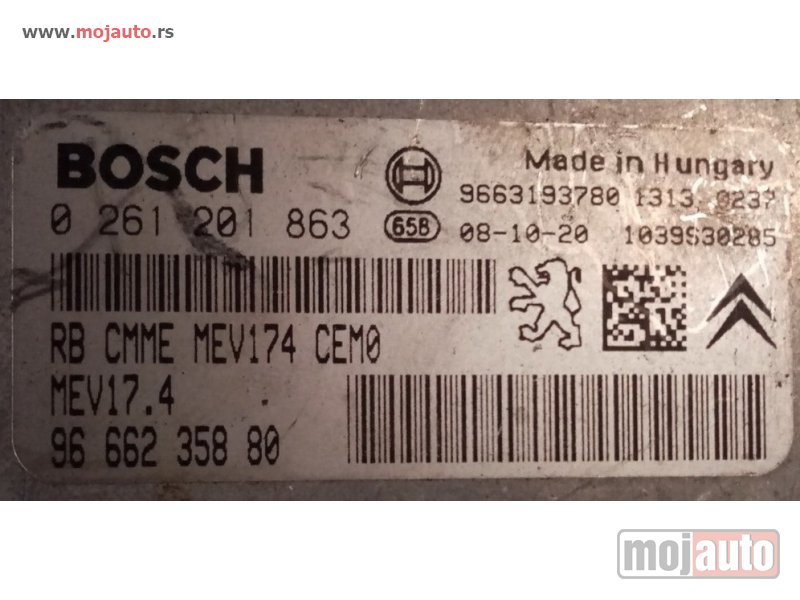 www.mojauto.rs
BOSCH
Made in Hungary
9663193780 1313 0237
0 261 201 863
658
08-10-20 1039S30285
RB CMME MEV174 CEM0
MEV17.4
96 662 358 80
mojauto